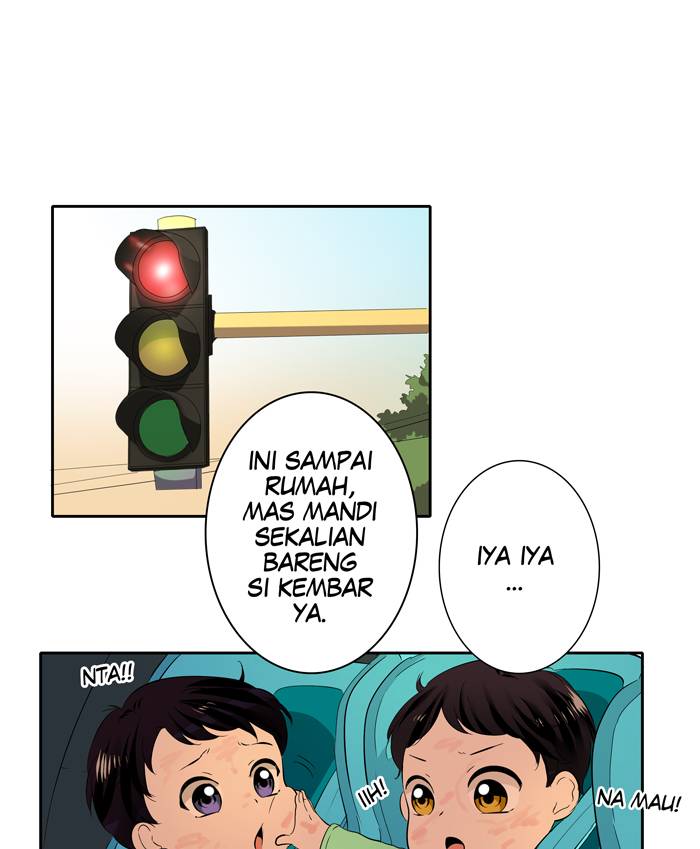 INI SAMPAI
RUMAH,
MAS MANDI
SEKALIAN
BARENG
SI KEMBAR
YA.
IYA IYA
...
NTA!!
IIH!
NA MAU!